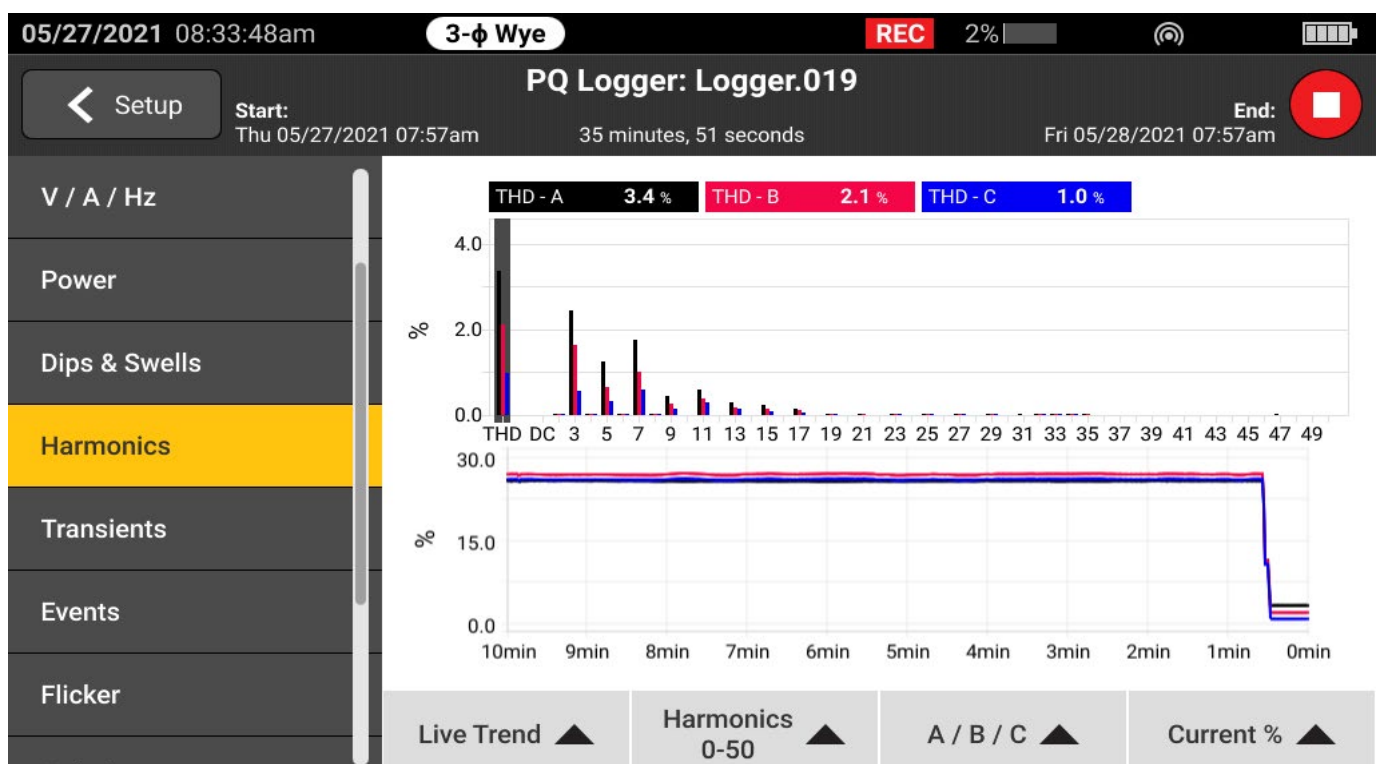 05/27/2021 08:33:48am 3-ϕ Wye REC 2%
PQ Logger: Logger.019
Setup
Start:
Thu 05/27/2021 07:57am
35 minutes, 51 seconds
End:
Fri 05/28/2021 07:57am
V / A / Hz
Power
Dips & Swells
Harmonics
Transients
Events
Flicker
THD - A 3.4 % THD - B 2.1 % THD - C 1.0 %
%
4.0
2.0
0.0
THD DC 3 5 7 9 11 13 15 17 19 21 23 25 27 29 31 33 35 37 39 41 43 45 47 49
%
30.0
15.0
0.0
10min 9min 8min 7min 6min 5min 4min 3min 2min 1min 0min
Live Trend
Harmonics
0-50
A / B / C
Current %